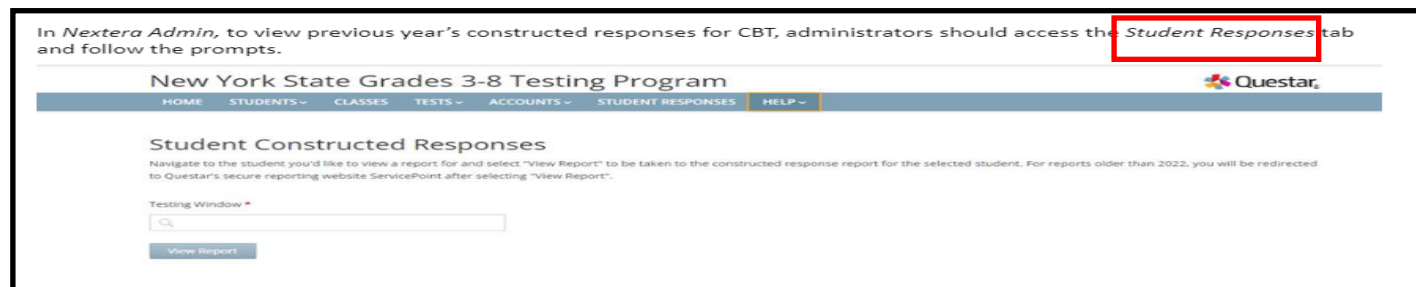 In Nextera Admin, to view previous year's constructed responses for CBT, administrators should access the Student Responses tab
and follow the prompts.
New York State Grades 3-8 Testing Program
Questar
HOME STUDENTS CLASSES TESTS ACCOUNTS STUDENT RESPONSES HELP
Student Constructed Responses
Navigate to the student you'd like to view a report for and select "View Report" to be taken to the constructed response report for the selected student. For reports older than 2022, you will be redirected
to Questar's secure reporting website ServicePoint after selecting "View Report".
Testing Window *
View Report